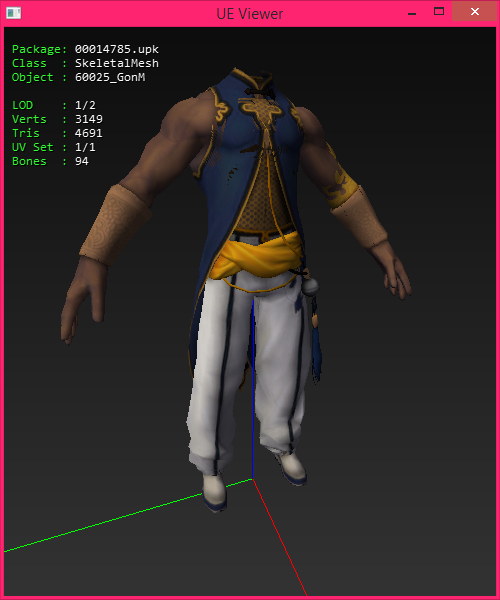 UE Viewer
Package: 00014785.upk
Class  : SkeletalMesh
Object : 60025_GonM
LOD    : 1/2
Verts  : 3149
Tris   : 4691
UV Set : 1/1
Bones  : 94